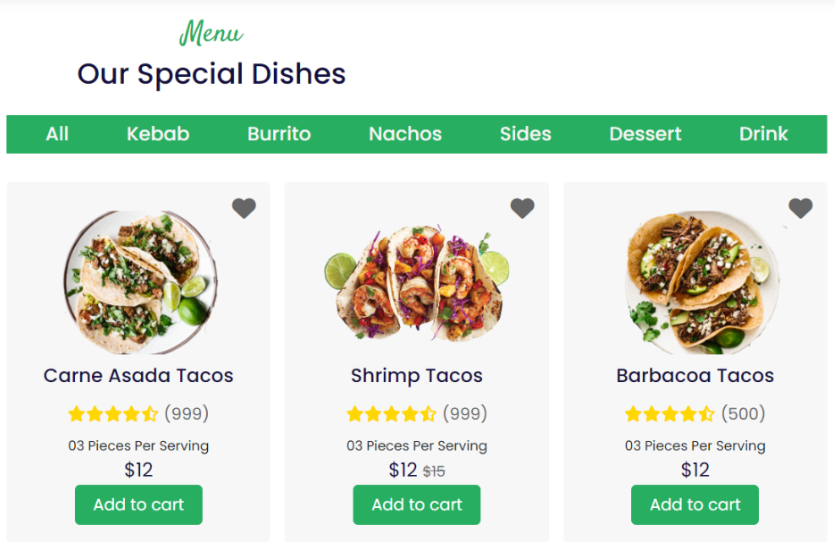 Menu
Our Special Dishes
All Kebab Burrito Nachos Sides Dessert Drink
Carne Asada Tacos
(999)
03 Pieces Per Serving
$12
Add to cart
Shrimp Tacos
(999)
03 Pieces Per Serving
$12 $15
Add to cart
Barbacoa Tacos
(500)
03 Pieces Per Serving
$12
Add to cart